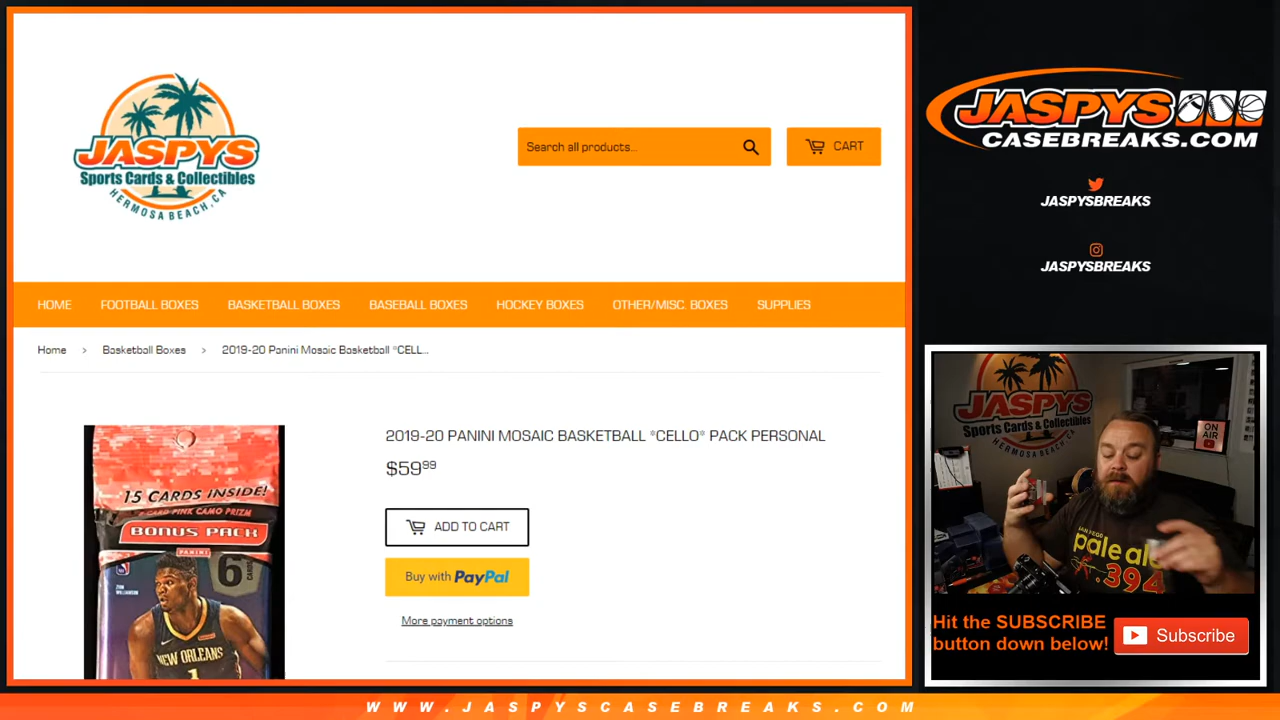 JASPYS
Sports Cards & Collectibles
HERMOSA BEACH, CA
Search all products...
CART
HOME
FOOTBALL BOXES
BASKETBALL BOXES
BASEBALL BOXES
HOCKEY BOXES
OTHER/MISC. BOXES
SUPPLIES
Home › Basketball Boxes › 2019-20 Panini Mosaic Basketball *CELL...
15 CARDS INSIDE!
BONUS PACK
PANINI
6
NEW ORLEANS
1
2019-20 PANINI MOSAIC BASKETBALL *CELLO* PACK PERSONAL
$59.99
ADD TO CART
Buy with PayPal
More payment options
JASPYS
CASEBREAKS.COM
JASPYSBREAKS
JASPYSBREAKS
JASPYS
Sports Cards & Collectibles
HERMOSA BEACH, CA
ON
AIR
pale ale
.394
Hit the SUBSCRIBE
button down below!
Subscribe
WWW.JASPYSCASEBREAKS.COM